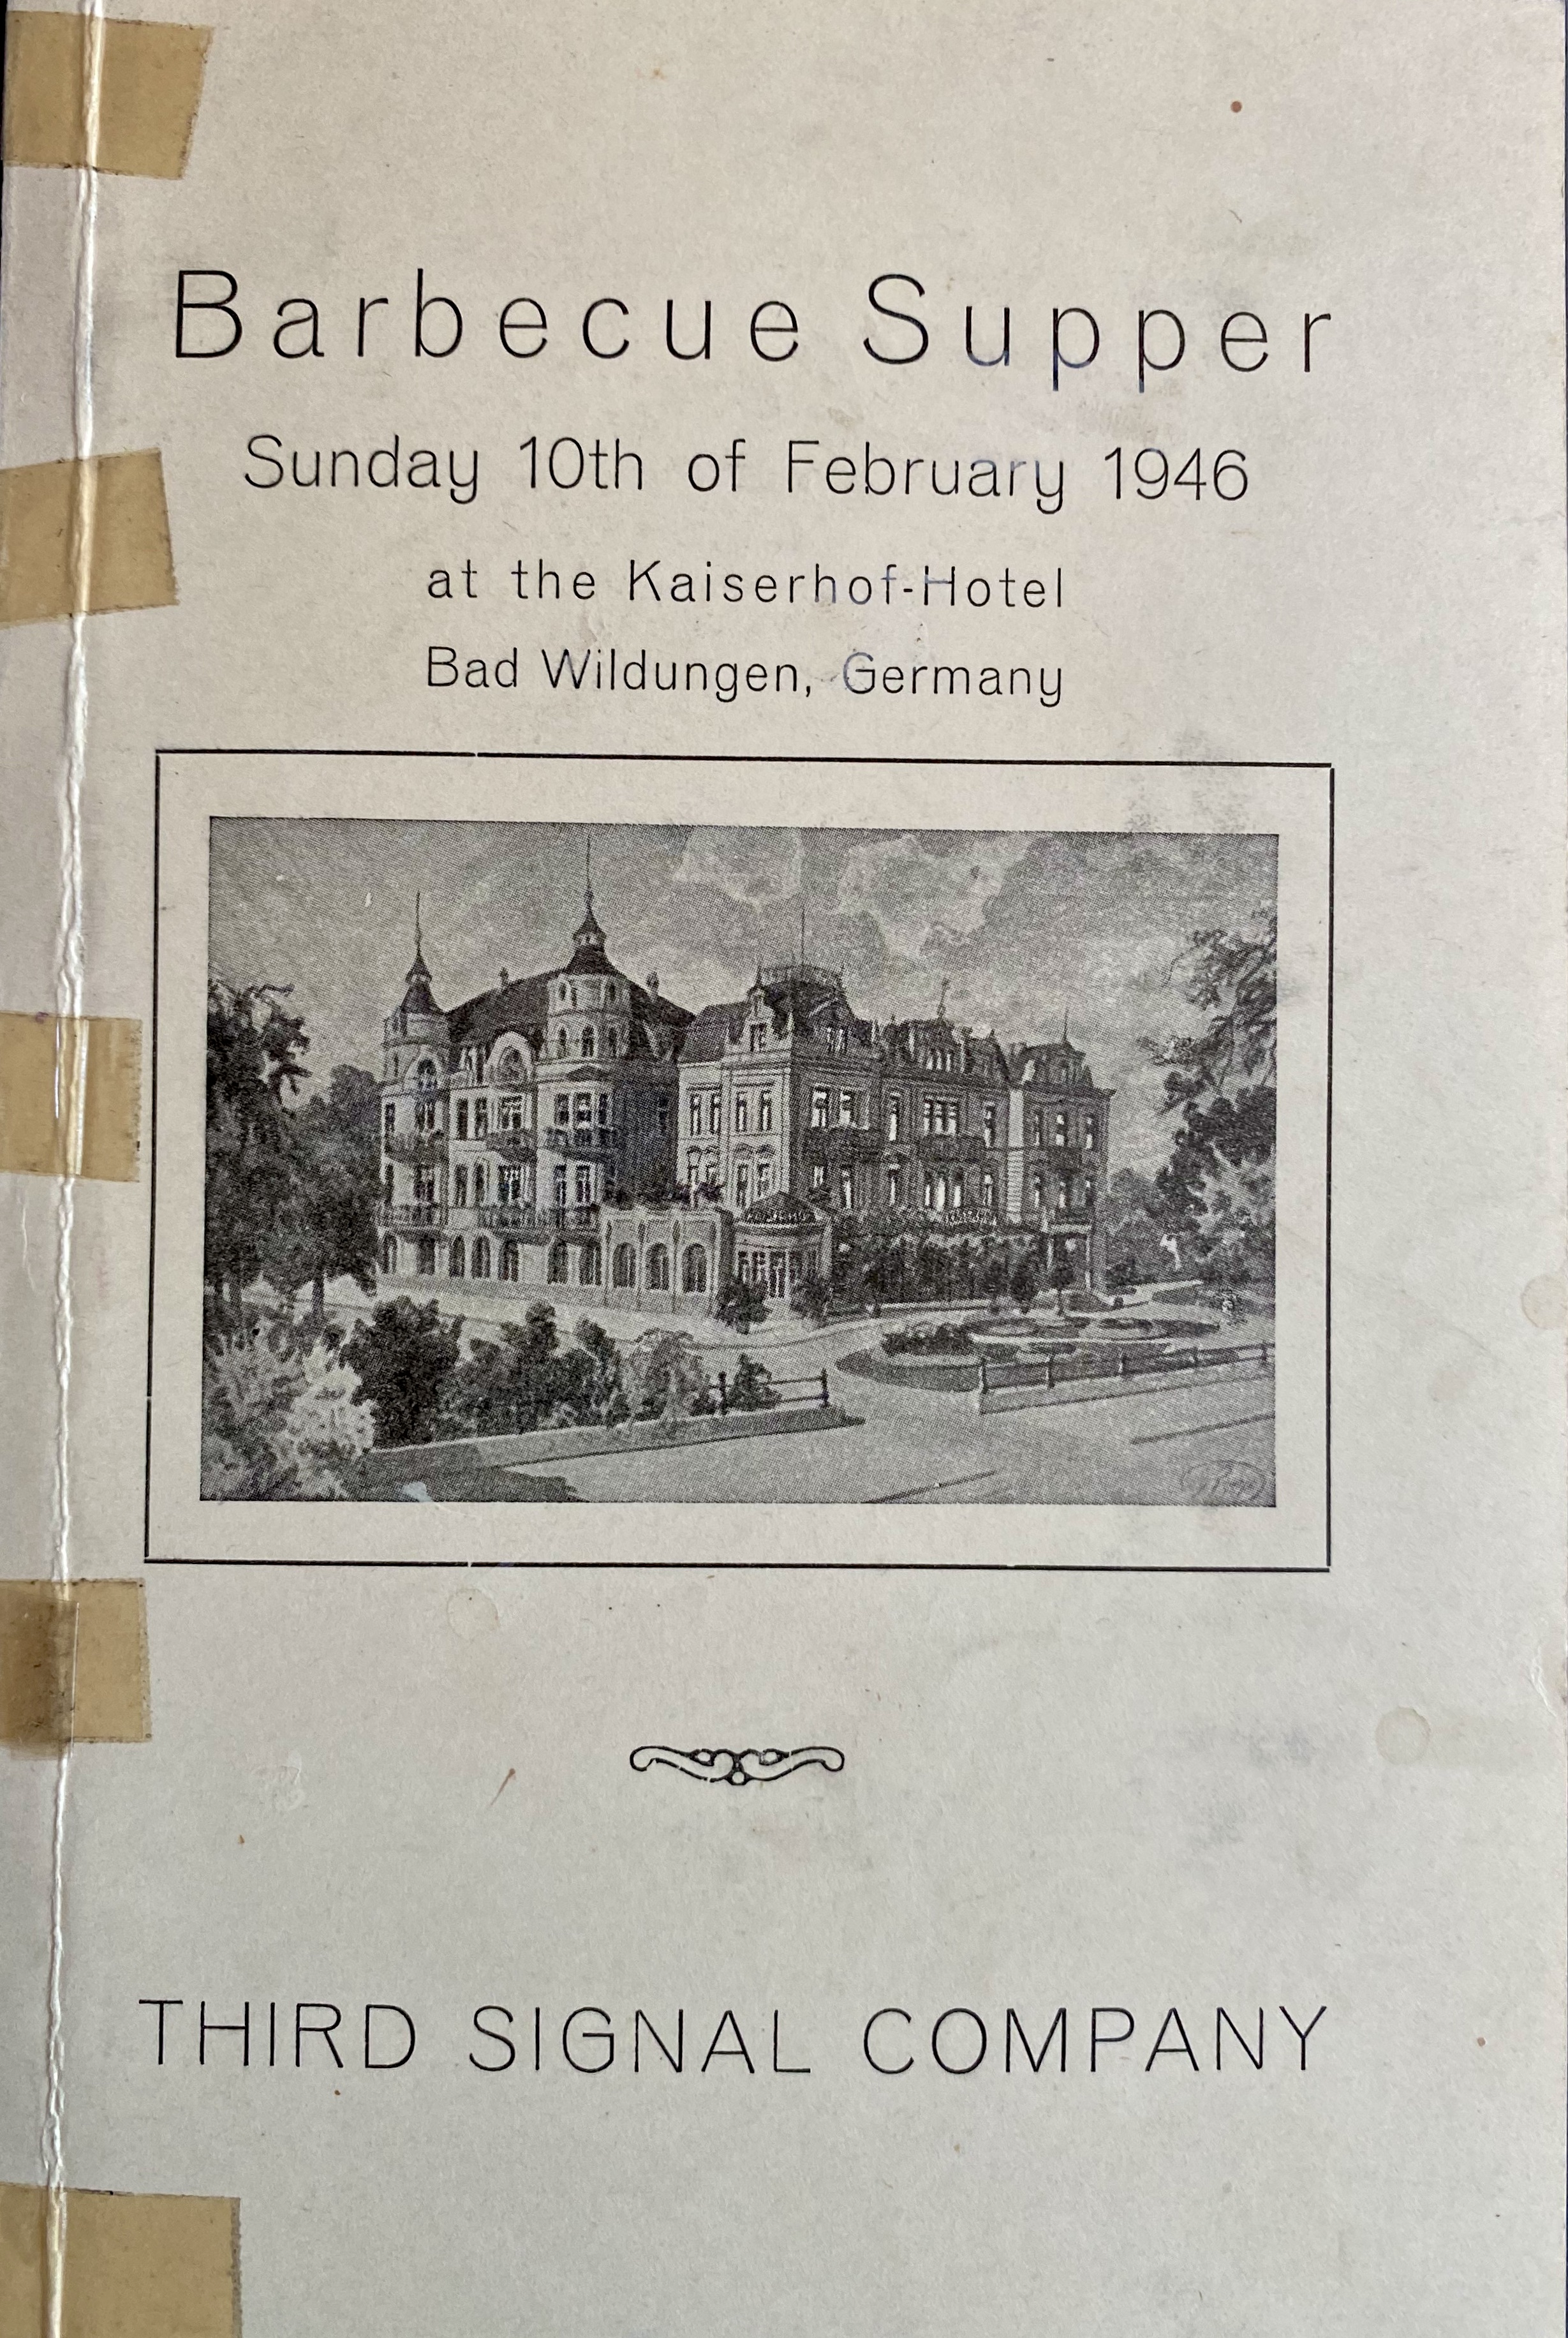 Barbecue Supper
Sunday 10th of February 1946
at the Kaiserhof-Hotel
Bad Wildungen, Germany
THIRD SIGNAL COMPANY